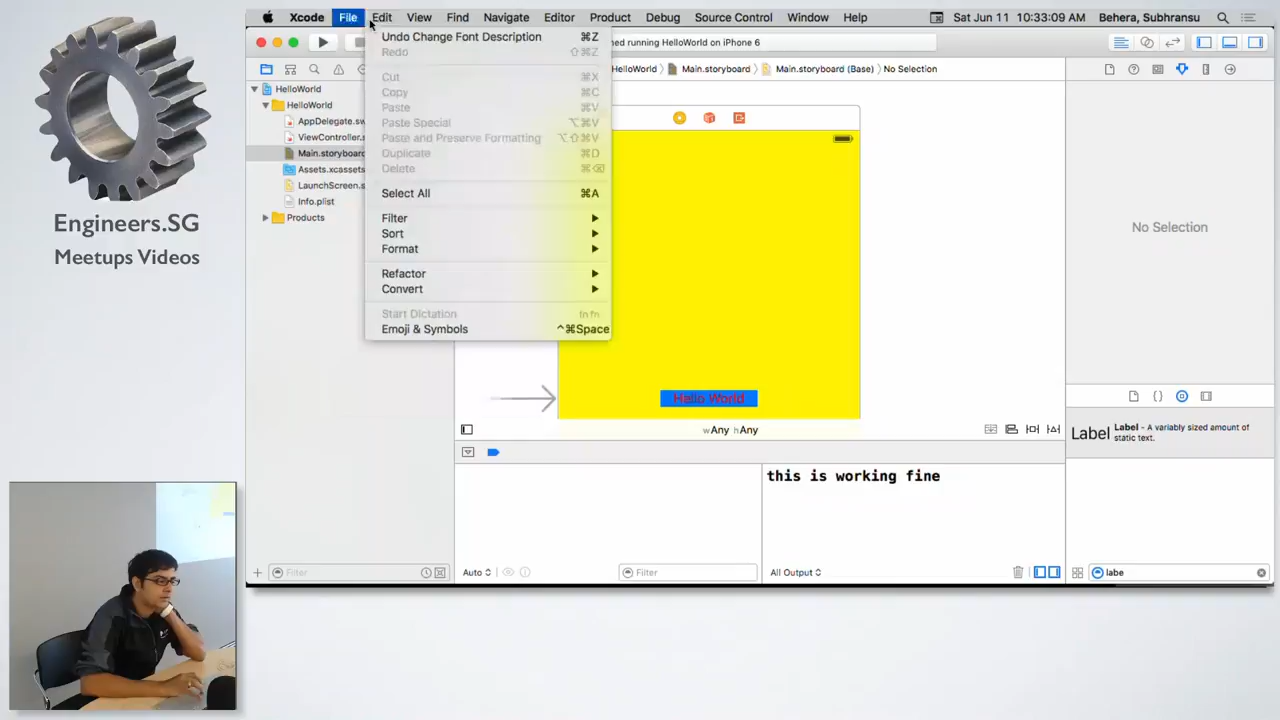 Xcode File Edit View Find Navigate Editor Product Debug Source Control Window Help Sat Jun 11 10:33:09 AM Behera, Subhransu
Undo Change Font Description ⌘Z
Redo ⇧⌘Z
Cut ⌘X
Copy ⌘C
Paste ⌘V
Paste Special ⌥⌘V
Paste and Preserve Formatting ⌥⇧⌘V
Duplicate ⌘D
Delete ⌘⌫
Select All ⌘A
Filter
Sort
Format
Refactor
Convert
Start Dictation fn fn
Emoji & Symbols ^⌘Space
running HelloWorld on iPhone 6
HelloWorld Main.storyboard Main.storyboard (Base) No Selection
HelloWorld
HelloWorld
AppDelegate.sw
ViewController.
Main.storyboard
Assets.xcassets
LaunchScreen.s
Info.plist
Products
Filter
Hello World
wAny hAny
this is working fine
Auto
Filter
All Output
No Selection
Label
Label - A variably sized amount of
static text.
labe
Engineers.SG
Meetups Videos